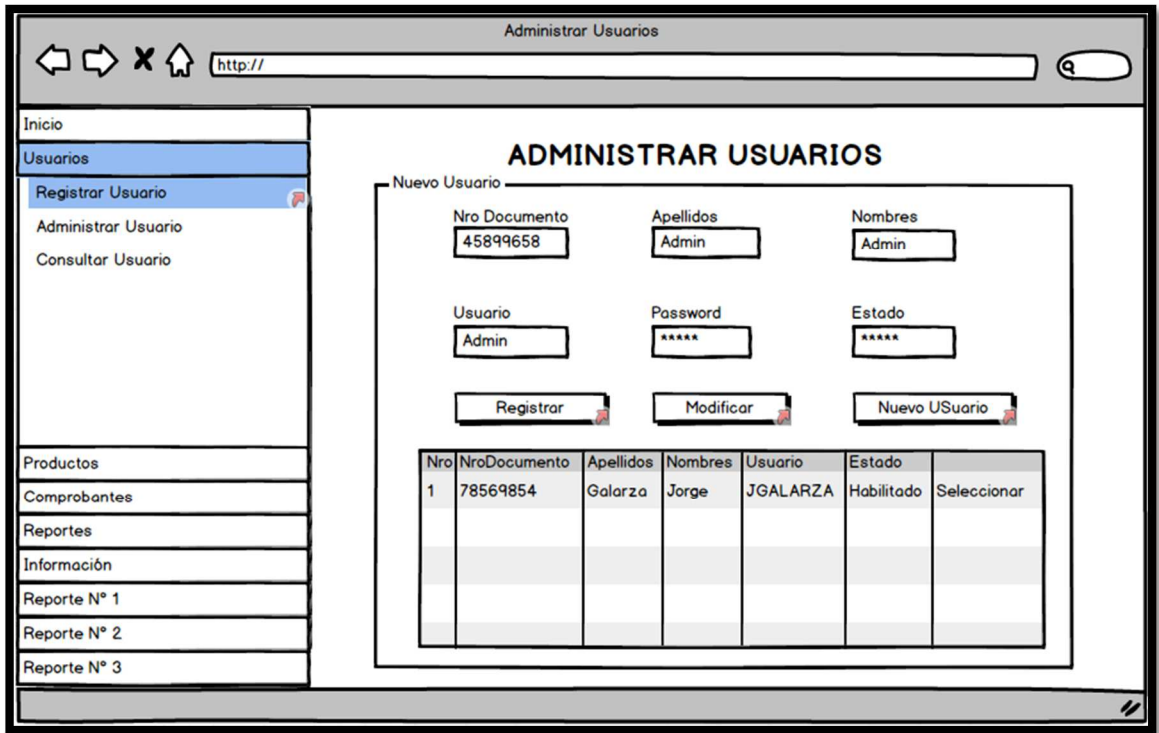 Administrar Usuarios
http://
Inicio
Usuarios
Registrar Usuario
Administrar Usuario
Consultar Usuario
Productos
Comprobantes
Reportes
Información
Reporte N° 1
Reporte N° 2
Reporte N° 3
ADMINISTRAR USUARIOS
Nuevo Usuario
Nro Documento Apellidos Nombres
45899658 Admin Admin
Usuario Password Estado
Admin ***** *****
Registrar Modificar Nuevo USuario
Nro NroDocumento Apellidos Nombres Usuario Estado
1 78569854 Galarza Jorge JGALARZA Habilitado Seleccionar